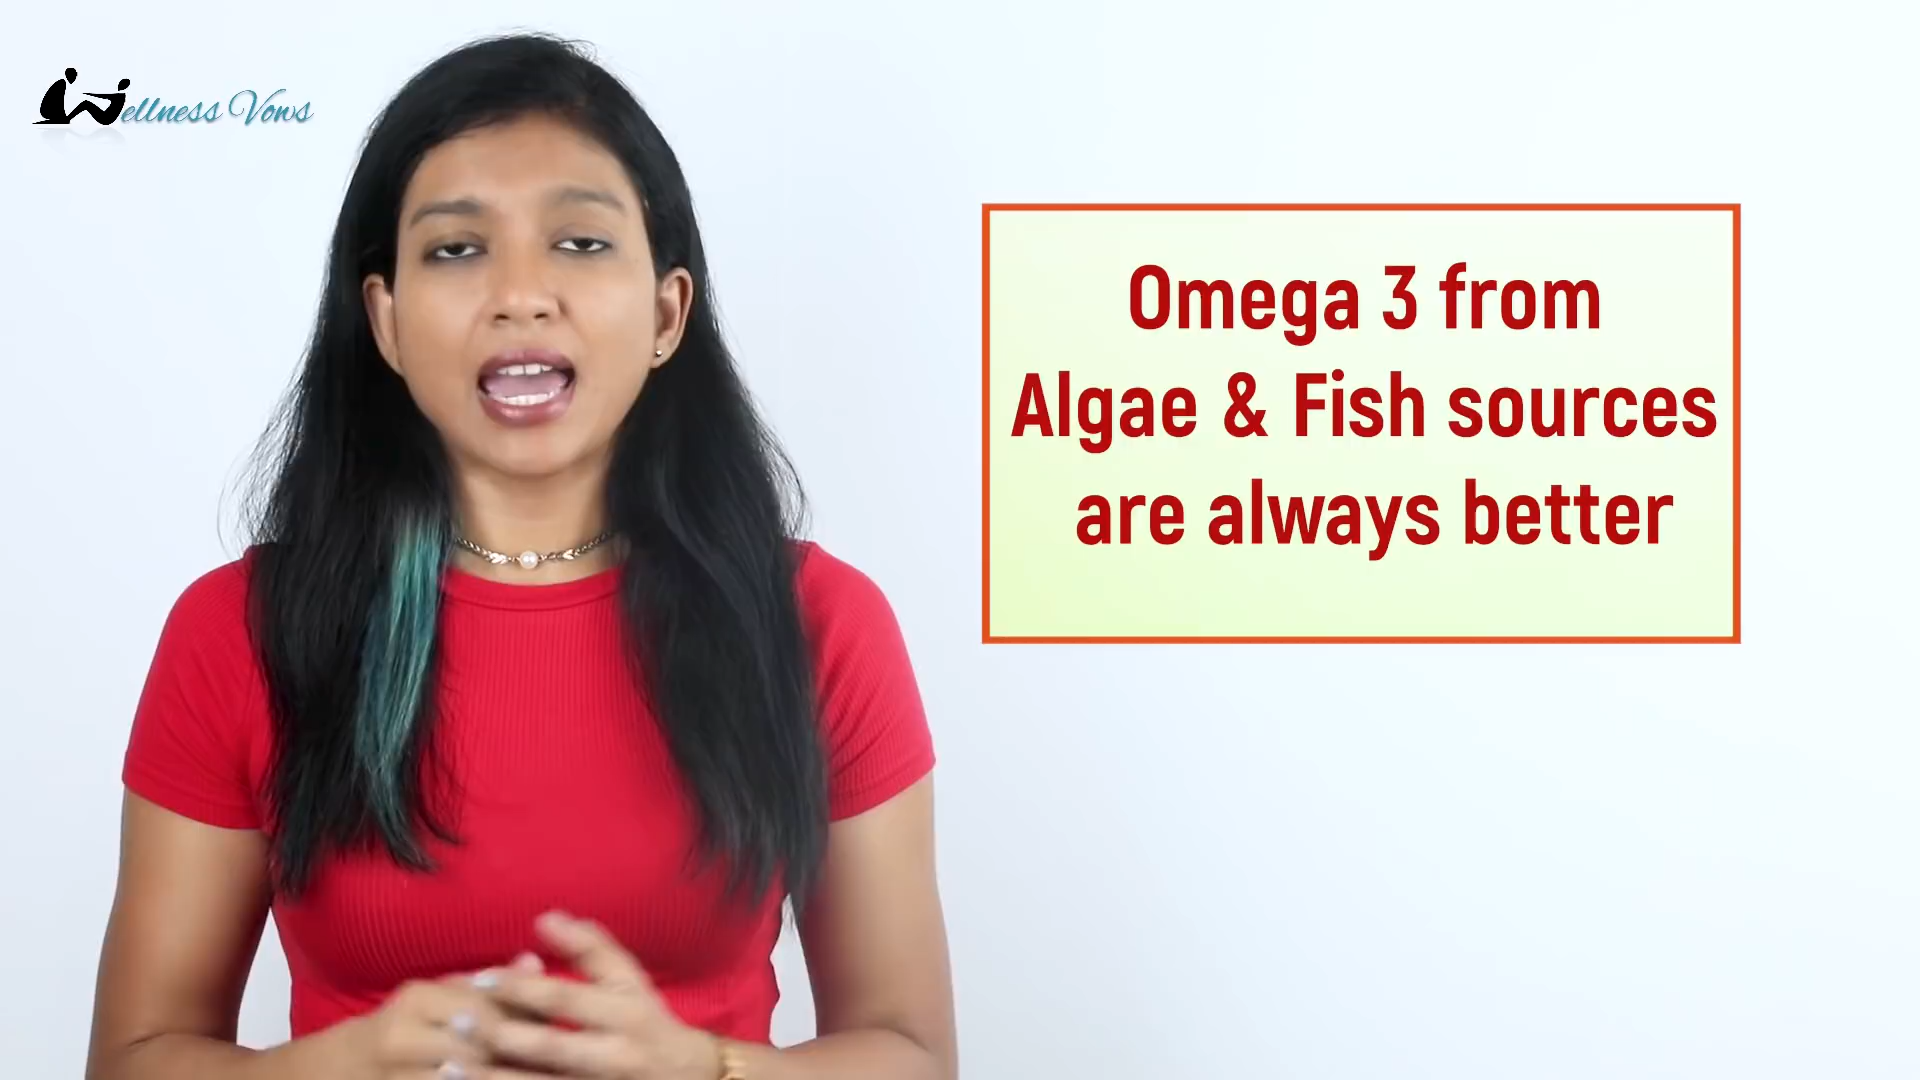 Wellness Vows
Omega 3 from
Algae & Fish sources
are always better